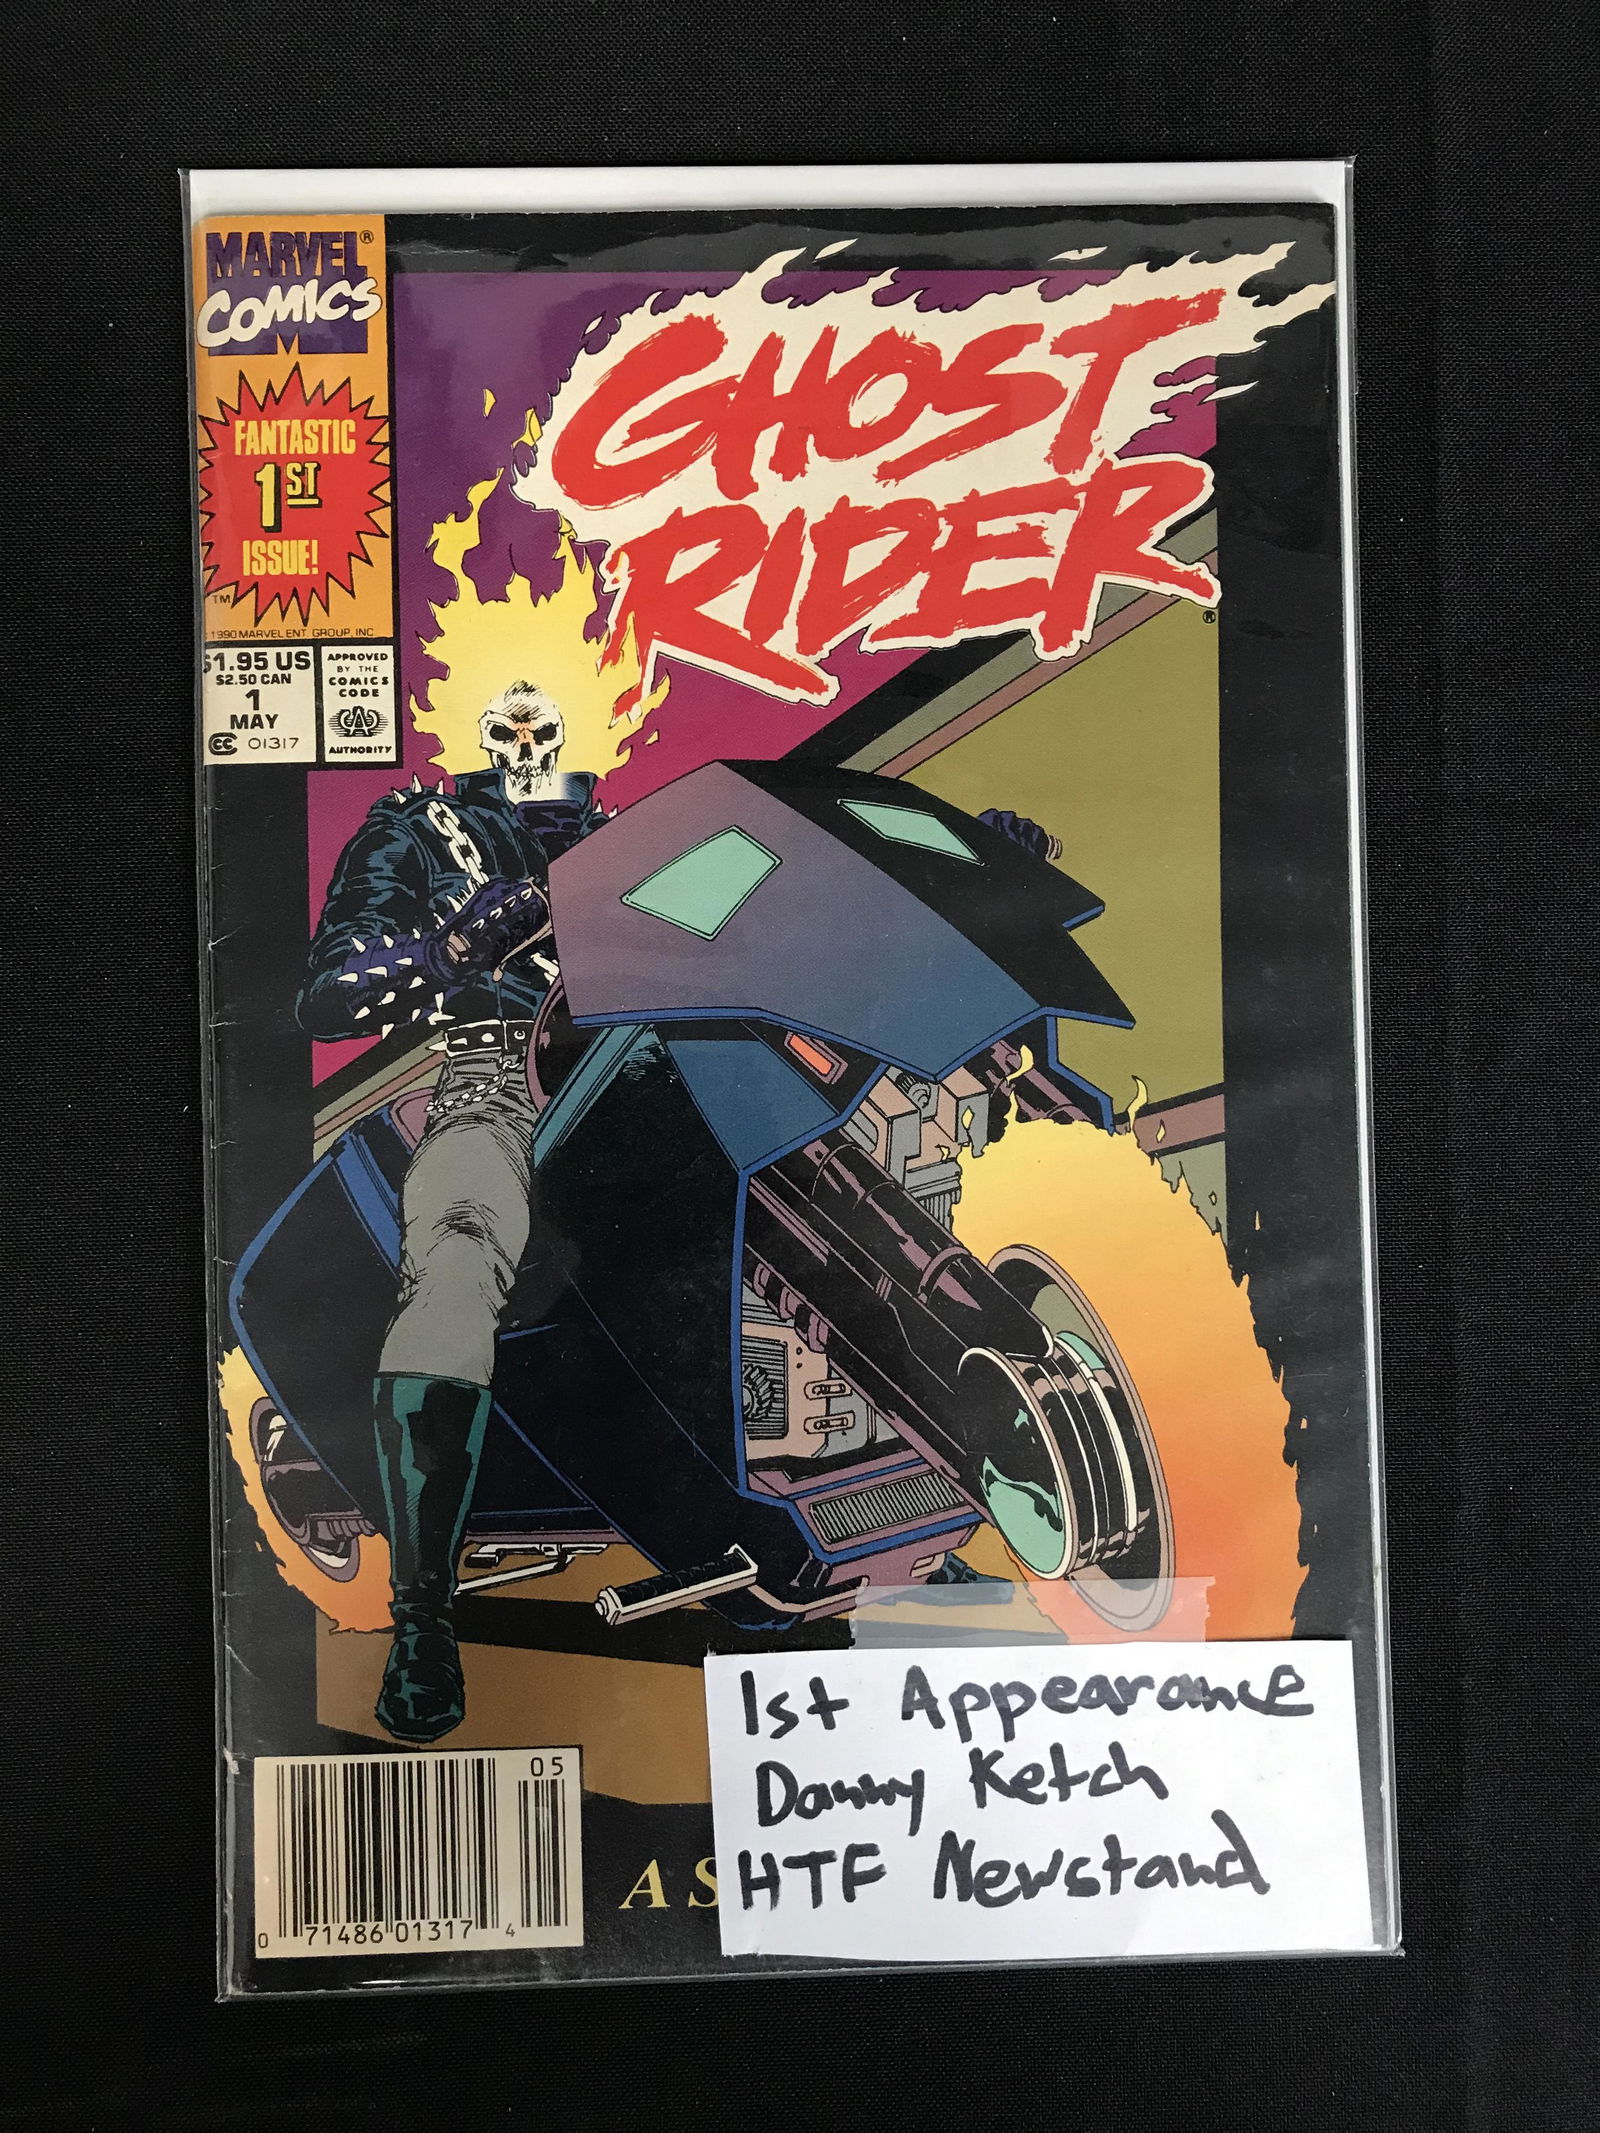 MARVEL®
COMICS
FANTASTIC
1ST
ISSUE!
TM
1990 MARVEL ENT. GROUP, INC.
$1.95 US
$2.50 CAN
1
MAY
CC 01317
APPROVED
BY THE
COMICS
CODE
CA
AUTHORITY
GHOST
RIDER
®
1st Appearance
Danny Ketch
HTF Newstand
A S
05
0 71486 01317 4